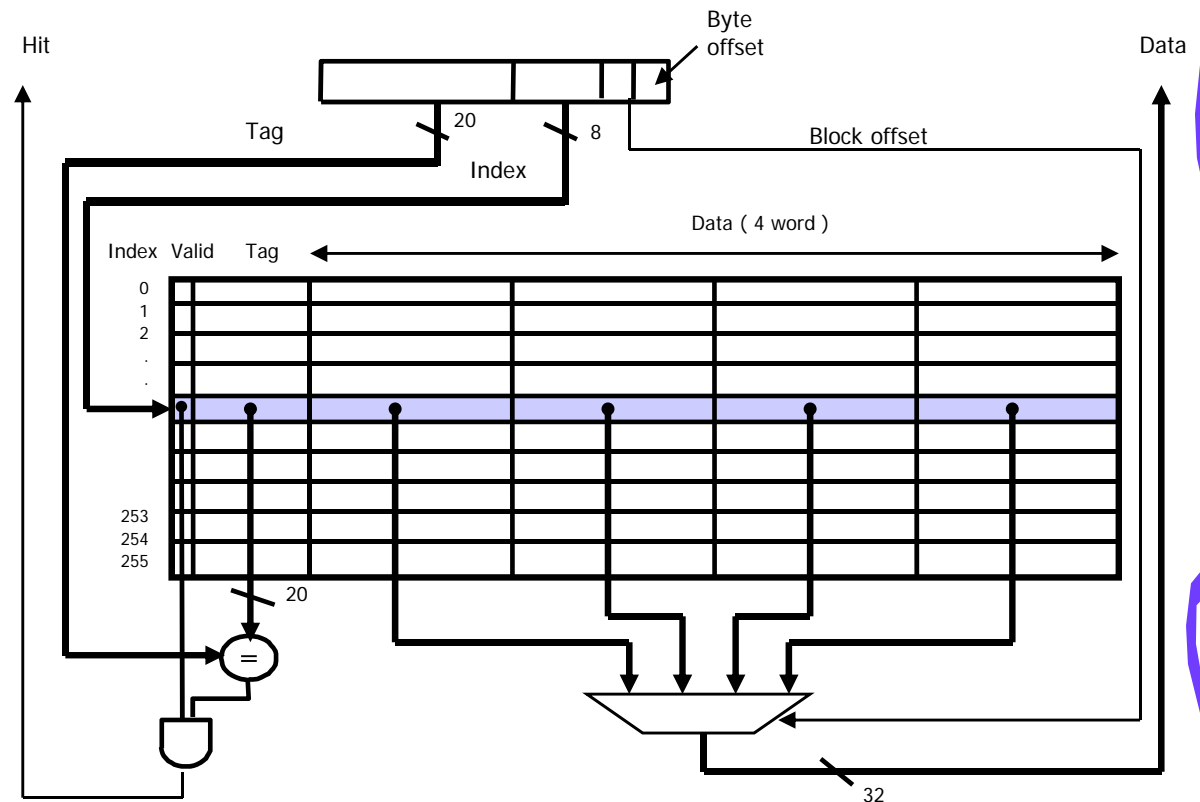 Byte
offset
Hit
Data
20
8
Tag
Block offset
Index
Data ( 4 word )
Index Valid Tag
0
1
2
.
.
253
254
255
20
=
32